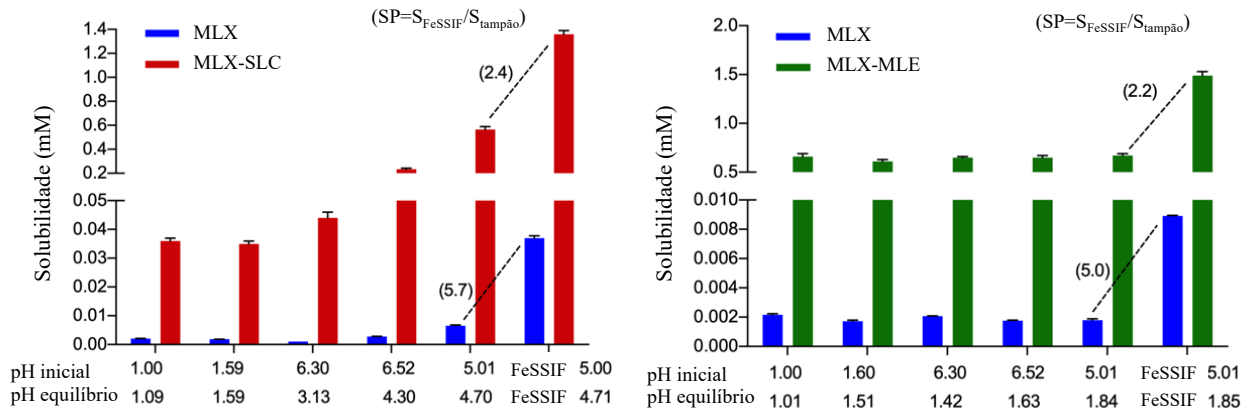 (SP=S_FeSSIF/S_tampão)
MLX
MLX-SLC
Solubilidade (mM)
1.4
1.2
1.0
0.8
0.6
0.4
0.2
0.05
0.04
0.03
0.02
0.01
0.00
(2.4)
(5.7)
pH inicial 1.00 1.59 6.30 6.52 5.01 FeSSIF 5.00
pH equilíbrio 1.09 1.59 3.13 4.30 4.70 FeSSIF 4.71
(SP=S_FeSSIF/S_tampão)
MLX
MLX-MLE
Solubilidade (mM)
2.0
1.5
1.0
0.5
0.010
0.008
0.006
0.004
0.002
0.000
(2.2)
(5.0)
pH inicial 1.00 1.60 6.30 6.52 5.01 FeSSIF 5.01
pH equilíbrio 1.01 1.51 1.42 1.63 1.84 FeSSIF 1.85